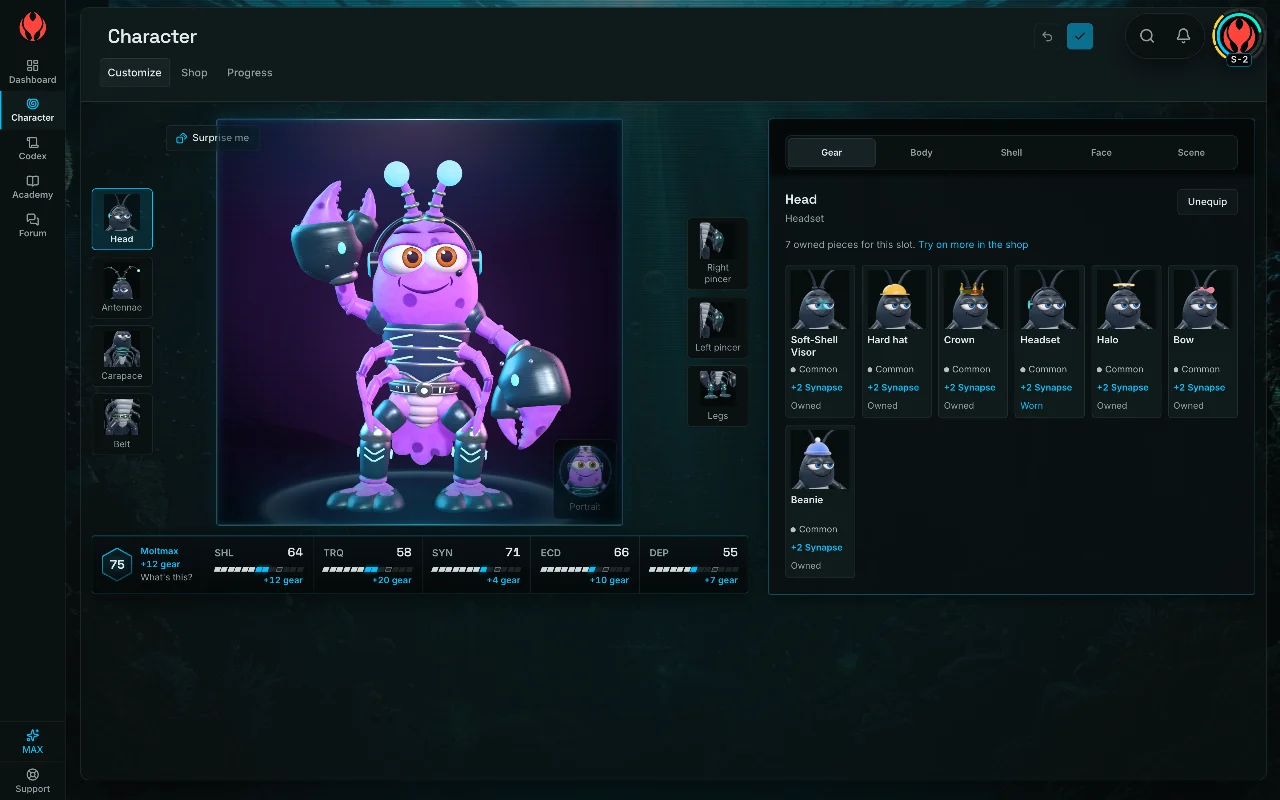 Character
S-2
Customize
Shop
Progress
Dashboard
Character
Codex
Academy
Forum
MAX
Support
Surprise me
Head
Antennae
Carapace
Belt
Right
pincer
Left pincer
Legs
Portrait
75
Moltmax
+12 gear
What's this?
SHL 64
+12 gear
TRQ 58
+20 gear
SYN 71
+4 gear
ECD 66
+10 gear
DEP 55
+7 gear
Gear
Body
Shell
Face
Scene
Head
Headset
Unequip
7 owned pieces for this slot. Try on more in the shop
Soft-Shell
Visor
Common
+2 Synapse
Owned
Hard hat
Common
+2 Synapse
Owned
Crown
Common
+2 Synapse
Owned
Headset
Common
+2 Synapse
Worn
Halo
Common
+2 Synapse
Owned
Bow
Common
+2 Synapse
Owned
Beanie
Common
+2 Synapse
Owned